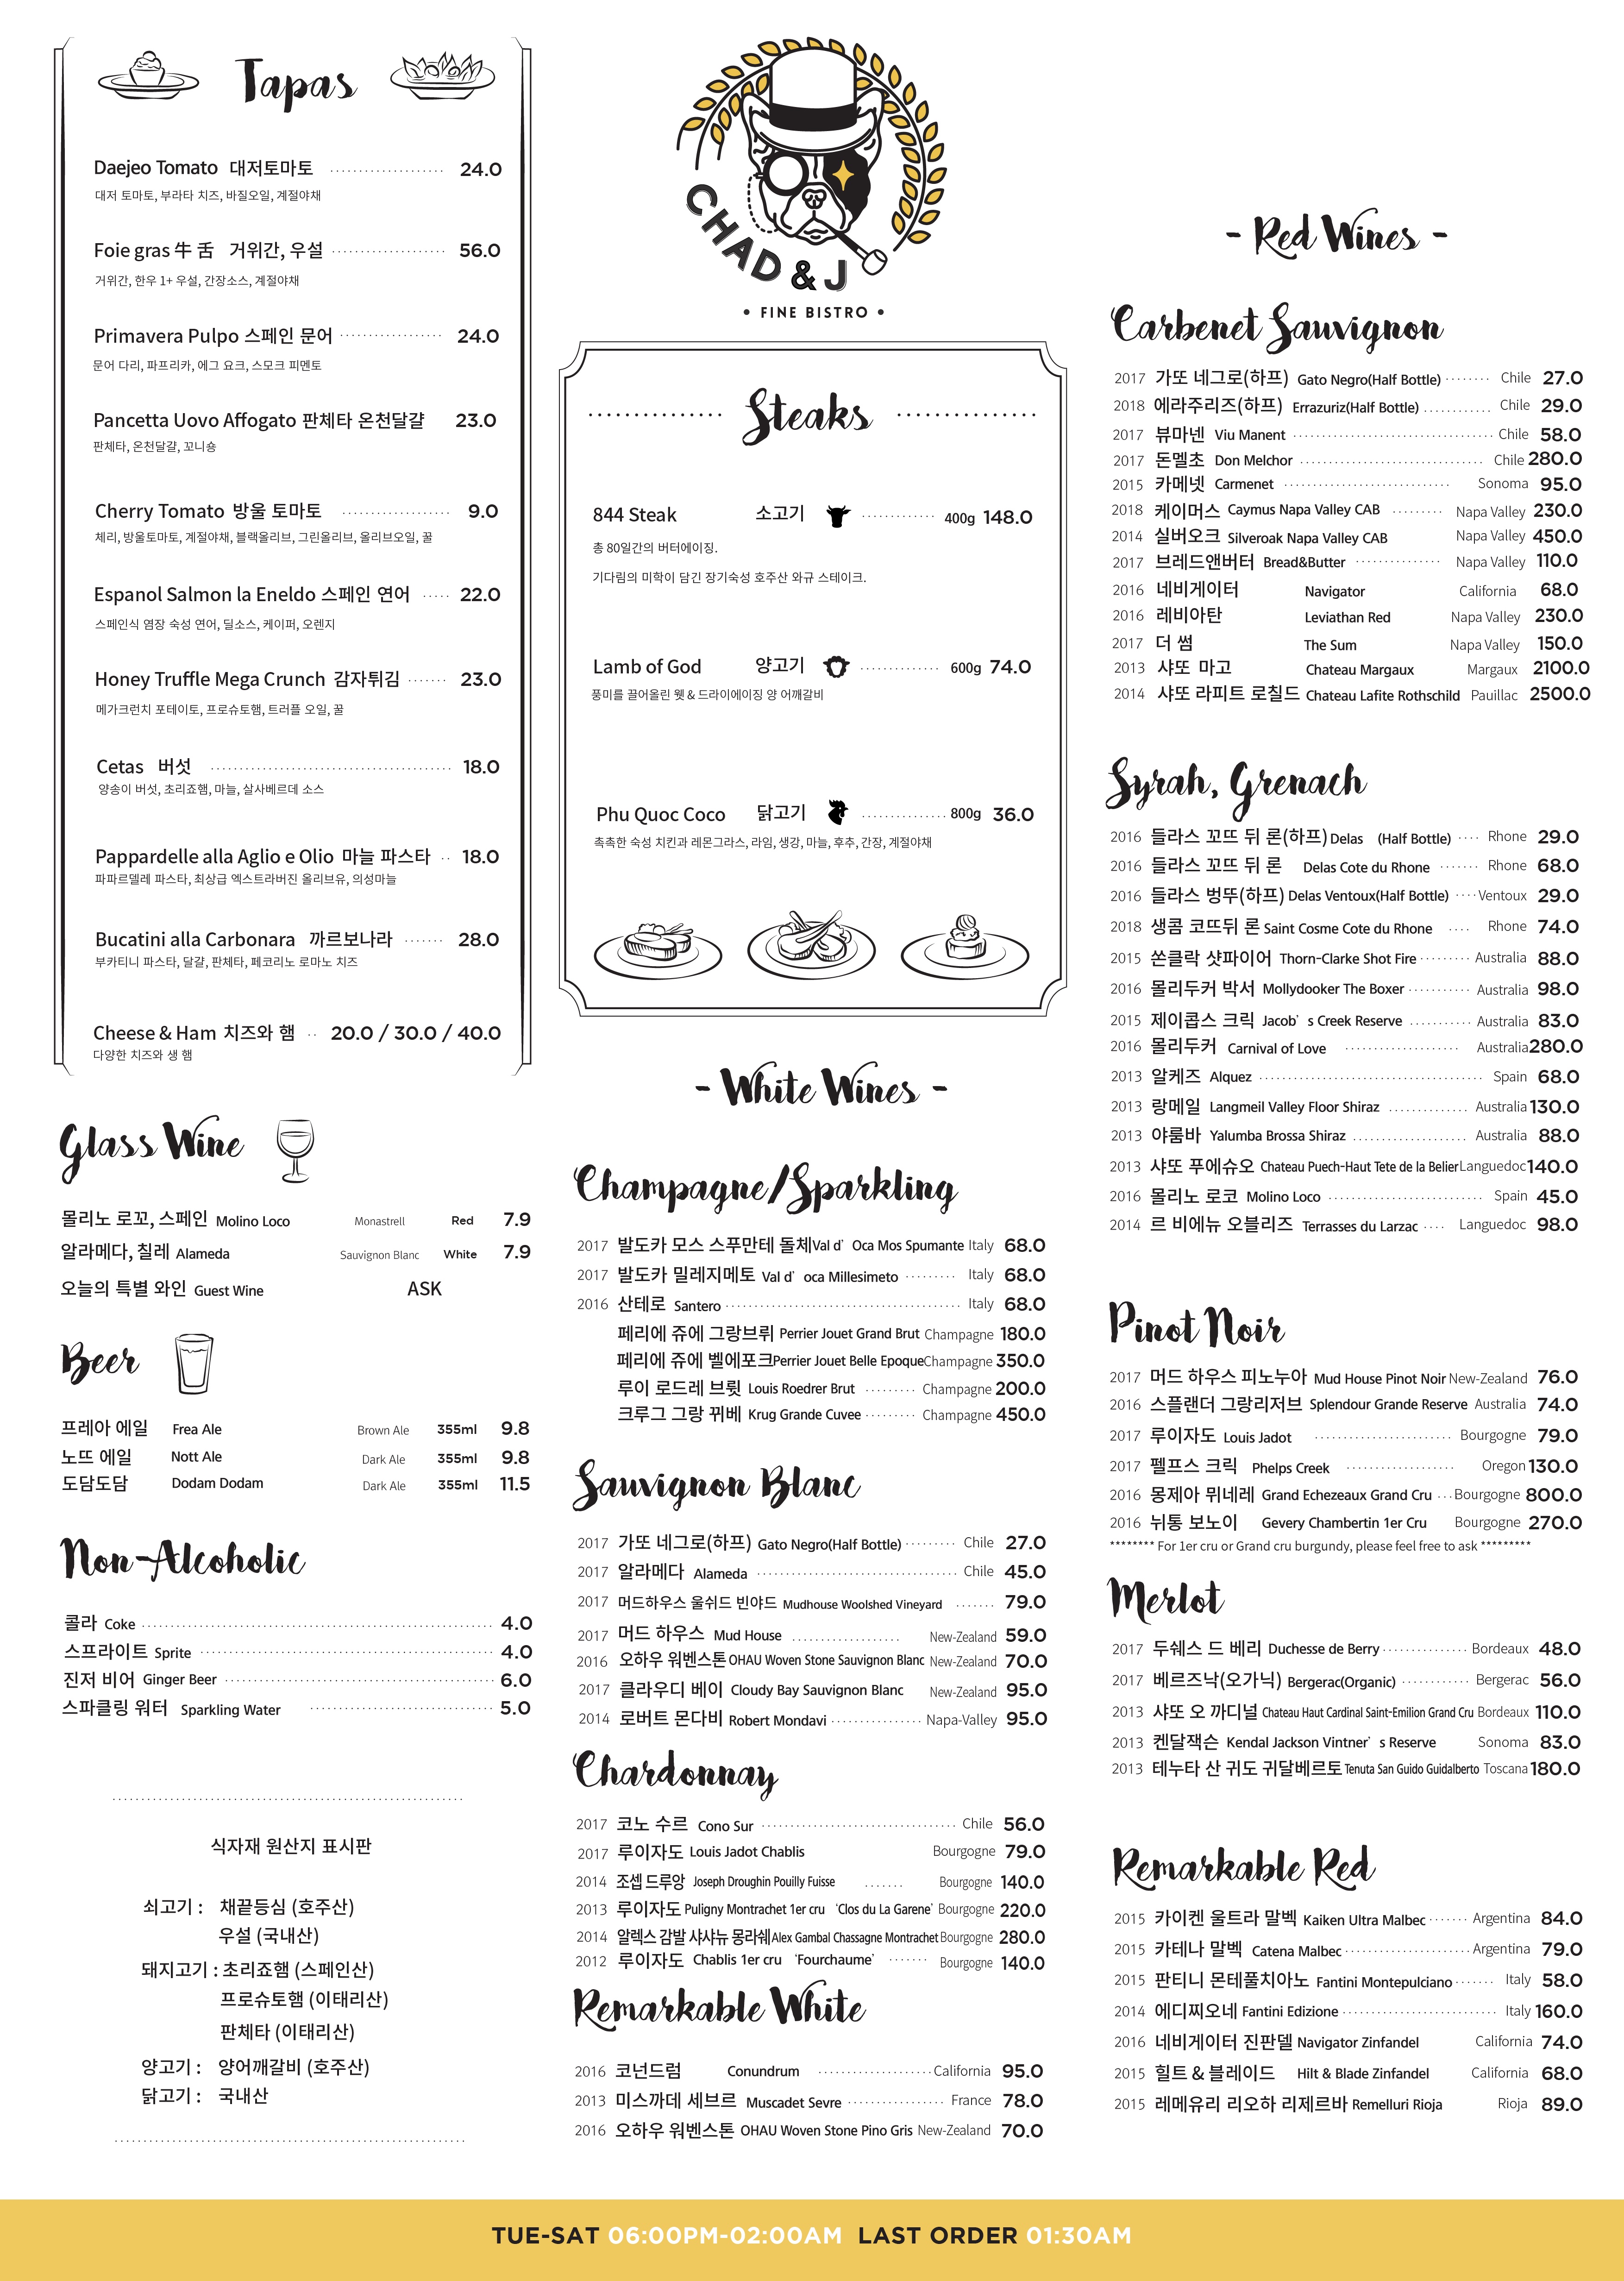 Tapas
Daejeo Tomato 대저토마토 24.0
대저 토마토, 부라타 치즈, 바질오일, 계절야채
Foie gras 牛 舌 거위간, 우설 56.0
거위간, 한우 1+ 우설, 간장소스, 계절야채
Primavera Pulpo 스페인 문어 24.0
문어 다리, 파프리카, 에그 요크, 스모크 피멘토
Pancetta Uovo Affogato 판체타 온천달걀 23.0
판체타, 온천달걀, 꼬니숑
Cherry Tomato 방울 토마토 9.0
체리, 방울토마토, 계절야채, 블랙올리브, 그린올리브, 올리브오일, 꿀
Espanol Salmon la Eneldo 스페인 연어 22.0
스페인식 염장 숙성 연어, 딜소스, 케이퍼, 오렌지
Honey Truffle Mega Crunch 감자튀김 23.0
메가크런치 포테이토, 프로슈토햄, 트러플 오일, 꿀
Cetas 버섯 18.0
양송이 버섯, 초리죠햄, 마늘, 살사베르데 소스
Pappardelle alla Aglio e Olio 마늘 파스타 18.0
파파르델레 파스타, 최상급 엑스트라버진 올리브유, 의성마늘
Bucatini alla Carbonara 까르보나라 28.0
부카티니 파스타, 달걀, 판체타, 페코리노 로마노 치즈
Cheese & Ham 치즈와 햄 20.0 / 30.0 / 40.0
다양한 치즈와 생 햄
Glass Wine
몰리노 로꼬, 스페인 Molino Loco Monastrell Red 7.9
알라메다, 칠레 Alameda Sauvignon Blanc White 7.9
오늘의 특별 와인 Guest Wine ASK
Beer
프레아 에일 Frea Ale Brown Ale 355ml 9.8
노뜨 에일 Nott Ale Dark Ale 355ml 9.8
도담도담 Dodam Dodam Dark Ale 355ml 11.5
Non-Alcoholic
콜라 Coke 4.0
스프라이트 Sprite 4.0
진저 비어 Ginger Beer 6.0
스파클링 워터 Sparkling Water 5.0
식자재 원산지 표시판
쇠고기 : 채끝등심 (호주산)
우설 (국내산)
돼지고기 : 초리죠햄 (스페인산)
프로슈토햄 (이태리산)
판체타 (이태리산)
양고기 : 양어깨갈비 (호주산)
닭고기 : 국내산
CHAD & J
• FINE BISTRO •
Steaks
844 Steak 소고기 400g 148.0
총 80일간의 버터에이징.
기다림의 미학이 담긴 장기숙성 호주산 와규 스테이크.
Lamb of God 양고기 600g 74.0
풍미를 끌어올린 웻 & 드라이에이징 양 어깨갈비
Phu Quoc Coco 닭고기 800g 36.0
촉촉한 숙성 치킨과 레몬그라스, 라임, 생강, 마늘, 후추, 간장, 계절야채
- White Wines -
Champagne/Sparkling
2017 발도카 모스 스푸만테 돌체 Val d' Oca Mos Spumante Italy 68.0
2017 발도카 밀레지메토 Val d' oca Millesimeto Italy 68.0
2016 산테로 Santero Italy 68.0
페리에 쥬에 그랑브뤼 Perrier Jouet Grand Brut Champagne 180.0
페리에 쥬에 벨에포크 Perrier Jouet Belle Epoque Champagne 350.0
루이 로드레 브륏 Louis Roedrer Brut Champagne 200.0
크루그 그랑 뀌베 Krug Grande Cuvee Champagne 450.0
Sauvignon Blanc
2017 가또 네그로(하프) Gato Negro(Half Bottle) Chile 27.0
2017 알라메다 Alameda Chile 45.0
2017 머드하우스 울쉬드 빈야드 Mudhouse Woolshed Vineyard 79.0
2017 머드 하우스 Mud House New-Zealand 59.0
2016 오하우 워벤스톤 OHAU Woven Stone Sauvignon Blanc New-Zealand 70.0
2017 클라우디 베이 Cloudy Bay Sauvignon Blanc New-Zealand 95.0
2014 로버트 몬다비 Robert Mondavi Napa-Valley 95.0
Chardonnay
2017 코노 수르 Cono Sur Chile 56.0
2017 루이자도 Louis Jadot Chablis Bourgogne 79.0
2014 조셉 드루앙 Joseph Droughin Pouilly Fuisse Bourgogne 140.0
2013 루이자도 Puligny Montrachet 1er cru 'Clos du La Garene' Bourgogne 220.0
2014 알렉스 감발 샤샤뉴 몽라쉐 Alex Gambal Chassagne Montrachet Bourgogne 280.0
2012 루이자도 Chablis 1er cru 'Fourchaume' Bourgogne 140.0
Remarkable White
2016 코넌드럼 Conundrum California 95.0
2013 미스까데 세브르 Muscadet Sevre France 78.0
2016 오하우 워벤스톤 OHAU Woven Stone Pino Gris New-Zealand 70.0
- Red Wines -
Carbenet Sauvignon
2017 가또 네그로(하프) Gato Negro(Half Bottle) Chile 27.0
2018 에라주리즈(하프) Errazuriz(Half Bottle) Chile 29.0
2017 뷰마넨 Viu Manent Chile 58.0
2017 돈멜초 Don Melchor Chile 280.0
2015 카메넷 Carmenet Sonoma 95.0
2018 케이머스 Caymus Napa Valley CAB Napa Valley 230.0
2014 실버오크 Silveroak Napa Valley CAB Napa Valley 450.0
2017 브레드앤버터 Bread&Butter Napa Valley 110.0
2016 네비게이터 Navigator California 68.0
2016 레비아탄 Leviathan Red Napa Valley 230.0
2017 더 썸 The Sum Napa Valley 150.0
2013 샤또 마고 Chateau Margaux Margaux 2100.0
2014 샤또 라피트 로칠드 Chateau Lafite Rothschild Pauillac 2500.0
Syrah, Grenach
2016 들라스 꼬뜨 뒤 론(하프) Delas (Half Bottle) Rhone 29.0
2016 들라스 꼬뜨 뒤 론 Delas Cote du Rhone Rhone 68.0
2016 들라스 벙뚜(하프) Delas Ventoux(Half Bottle) Ventoux 29.0
2018 생콤 코뜨뒤 론 Saint Cosme Cote du Rhone Rhone 74.0
2015 쏜클락 샷파이어 Thorn-Clarke Shot Fire Australia 88.0
2016 몰리두커 박서 Mollydooker The Boxer Australia 98.0
2015 제이콥스 크릭 Jacob's Creek Reserve Australia 83.0
2016 몰리두커 Carnival of Love Australia 280.0
2013 알케즈 Alquez Spain 68.0
2013 랑메일 Langmeil Valley Floor Shiraz Australia 130.0
2013 야룸바 Yalumba Brossa Shiraz Australia 88.0
2013 샤또 푸에슈오 Chateau Puech-Haut Tete de la Belier Languedoc 140.0
2016 몰리노 로코 Molino Loco Spain 45.0
2014 르 비에뉴 오블리즈 Terrasses du Larzac Languedoc 98.0
Pinot Noir
2017 머드 하우스 피노누아 Mud House Pinot Noir New-Zealand 76.0
2016 스플랜더 그랑리저브 Splendour Grande Reserve Australia 74.0
2017 루이자도 Louis Jadot Bourgogne 79.0
2017 펠프스 크릭 Phelps Creek Oregon 130.0
2016 몽제아 뮈네레 Grand Echezeaux Grand Cru Bourgogne 800.0
2016 뉘통 보노이 Gevery Chambertin 1er Cru Bourgogne 270.0
******** For 1er cru or Grand cru burgundy, please feel free to ask *********
Merlot
2017 두쉐스 드 베리 Duchesse de Berry Bordeaux 48.0
2017 베르즈낙(오가닉) Bergerac(Organic) Bergerac 56.0
2013 샤또 오 까디널 Chateau Haut Cardinal Saint-Emilion Grand Cru Bordeaux 110.0
2013 켄달잭슨 Kendal Jackson Vintner's Reserve Sonoma 83.0
2013 테누타 산 귀도 귀달베르토 Tenuta San Guido Guidalberto Toscana 180.0
Remarkable Red
2015 카이켄 울트라 말벡 Kaiken Ultra Malbec Argentina 84.0
2015 카테나 말벡 Catena Malbec Argentina 79.0
2015 판티니 몬테풀치아노 Fantini Montepulciano Italy 58.0
2014 에디찌오네 Fantini Edizione Italy 160.0
2016 네비게이터 진판델 Navigator Zinfandel California 74.0
2015 힐트 & 블레이드 Hilt & Blade Zinfandel California 68.0
2015 레메유리 리오하 리제르바 Remelluri Rioja Rioja 89.0
TUE-SAT 06:00PM-02:00AM LAST ORDER 01:30AM